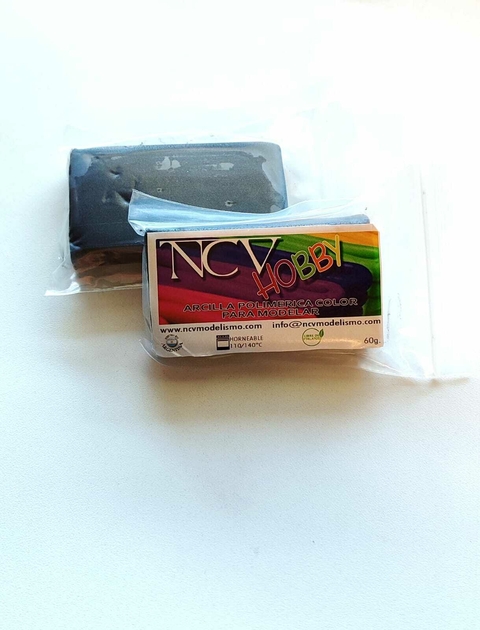 NCV
HOBBY
ARCILLA POLIMERICA COLOR
PARA MODELAR
www.ncvmodelismo.com info@ncvmodelismo.com
HORNEABLE
110/140°C
60g.